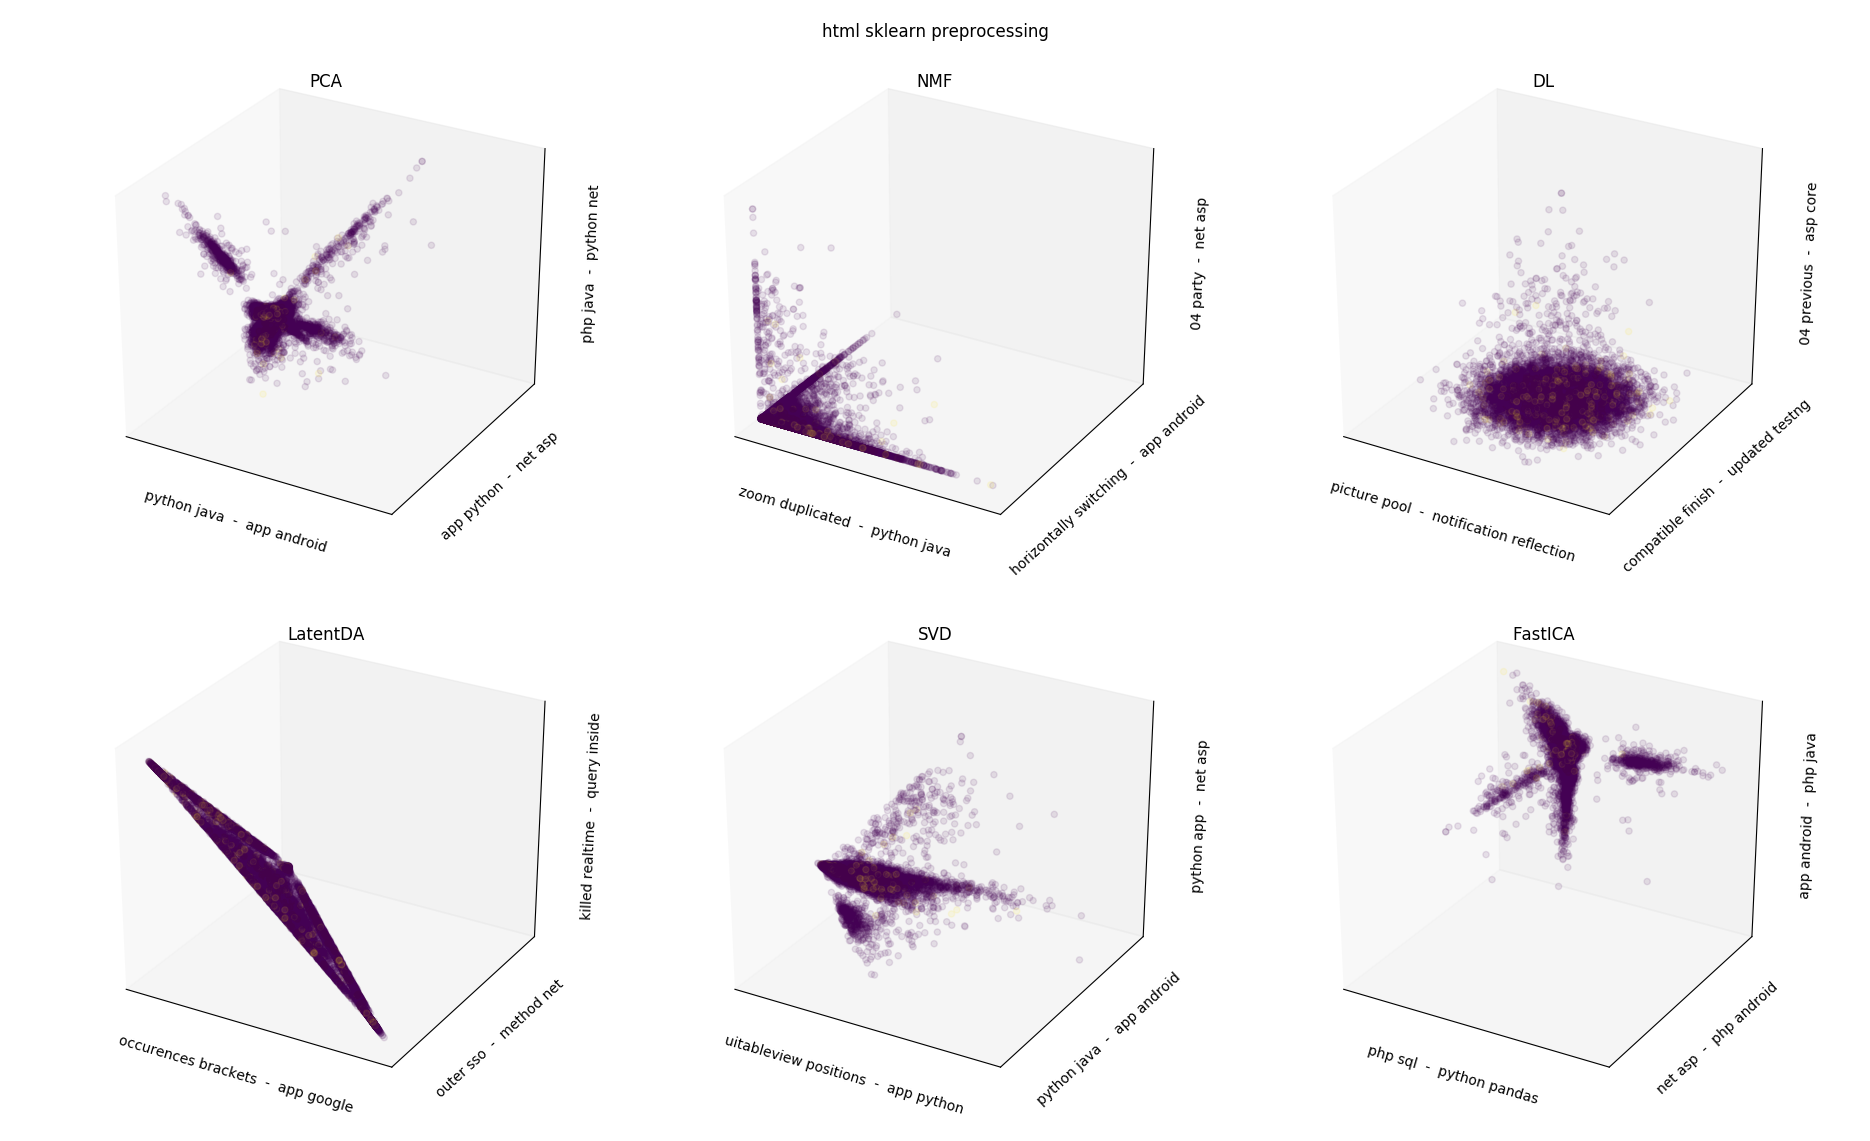 html sklearn preprocessing
PCA
php java - python net
app python - net asp
python java - app android
NMF
04 party - net asp
horizontally switching - app android
zoom duplicated - python java
DL
04 previous - asp core
compatible finish - updated testng
picture pool - notification reflection
LatentDA
killed realtime - query inside
outer sso - method net
occurences brackets - app google
SVD
python app - net asp
python java - app android
uitableview positions - app python
FastICA
app android - php java
net asp - php android
php sql - python pandas